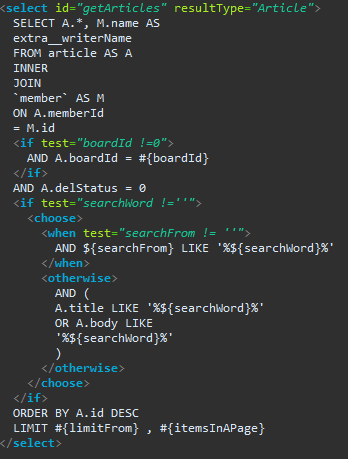 <select id="getArticles" resultType="Article">
SELECT A.*, M.name AS
extra__writerName
FROM article AS A
INNER
JOIN
`member` AS M
ON A.memberId
= M.id
<if test="boardId !=0">
AND A.boardId = #{boardId}
</if>
AND A.delStatus = 0
<if test="searchWord !=''">
<choose>
<when test="searchFrom != ''">
AND ${searchFrom} LIKE '%${searchWord}%'
</when>
<otherwise>
AND (
A.title LIKE '%${searchWord}%'
OR A.body LIKE
'%${searchWord}%'
)
</otherwise>
</choose>
</if>
ORDER BY A.id DESC
LIMIT #{limitFrom} , #{itemsInAPage}
</select>